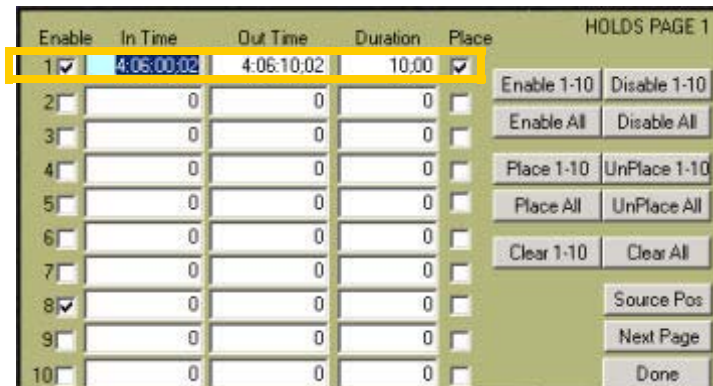 HOLDS PAGE 1
Enable In Time Out Time Duration Place
1 4:06:00;02 4:06:10;02 10;00
2 0 0 0
3 0 0 0
4 0 0 0
5 0 0 0
6 0 0 0
7 0 0 0
8 0 0 0
9 0 0 0
10 0 0 0
Enable 1-10 Disable 1-10
Enable All Disable All
Place 1-10 UnPlace 1-10
Place All UnPlace All
Clear 1-10 Clear All
Source Pos
Next Page
Done